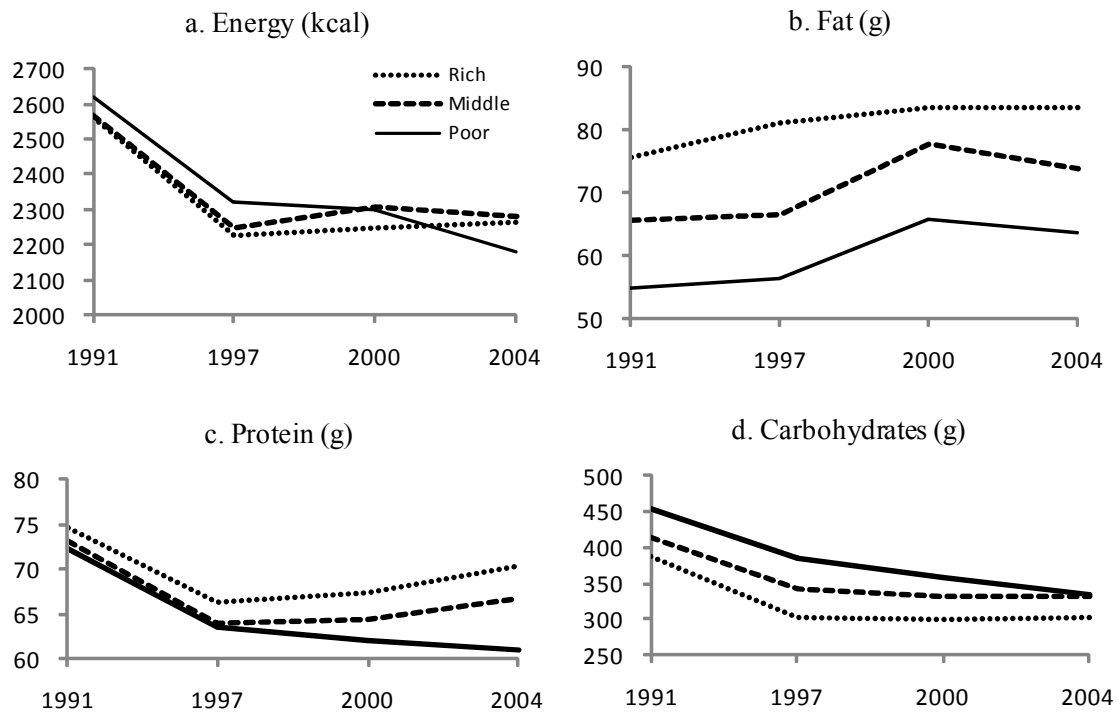 a. Energy (kcal)
2700
2600
2500
2400
2300
2200
2100
2000
1991 1997 2000 2004
Rich
Middle
Poor
b. Fat (g)
90
80
70
60
50
1991 1997 2000 2004
c. Protein (g)
80
75
70
65
60
1991 1997 2000 2004
d. Carbohydrates (g)
500
450
400
350
300
250
1991 1997 2000 2004